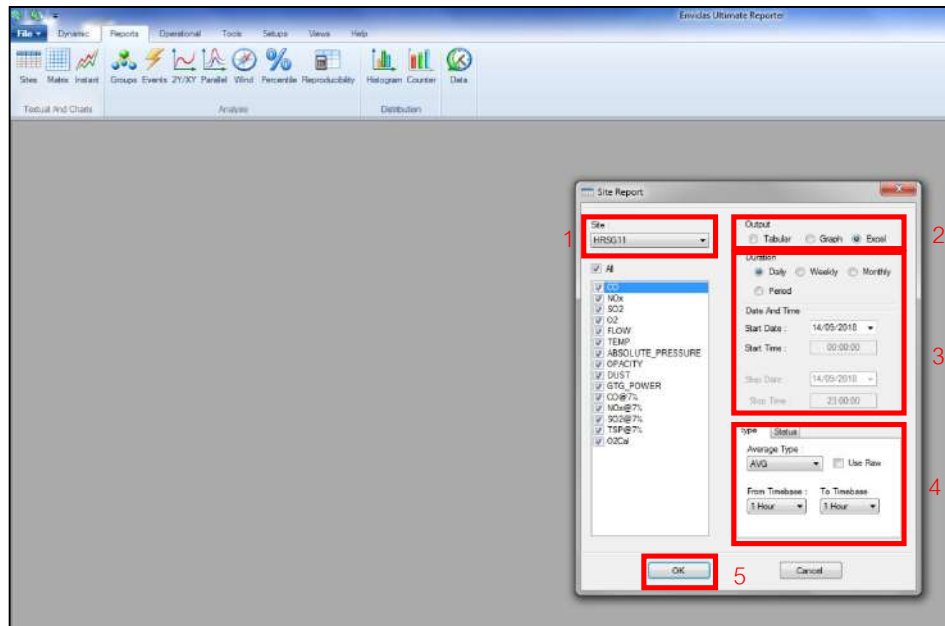 Envidas Ultimate Reporter
File Dynamic Reports Operational Tools Setups Views Help
Sites Matrix Instant Groups Events 2Y/XY Parallel Wind Percentile Reproducibility Histogram Counter Data
Textual And Charts Analysis Distribution
Site Report
Site :
HRSG11
1
Output
Tabular Graph Excel
2
All
CO
NOx
SO2
O2
FLOW
TEMP
ABSOLUTE_PRESSURE
OPACITY
DUST
GTG_POWER
CO@7%
NOx@7%
SO2@7%
TSP@7%
O2Cal
Duration
Daily Weekly Monthly
Period
Date And Time
Start Date : 14/05/2018
Start Time : 00:00:00
3
Stop Date : 14/05/2018
Stop Time 23:00:00
Type Status
Average Type :
AVG Use Raw
4
From Timebase : To Timebase
1 Hour 1 Hour
OK
5
Cancel